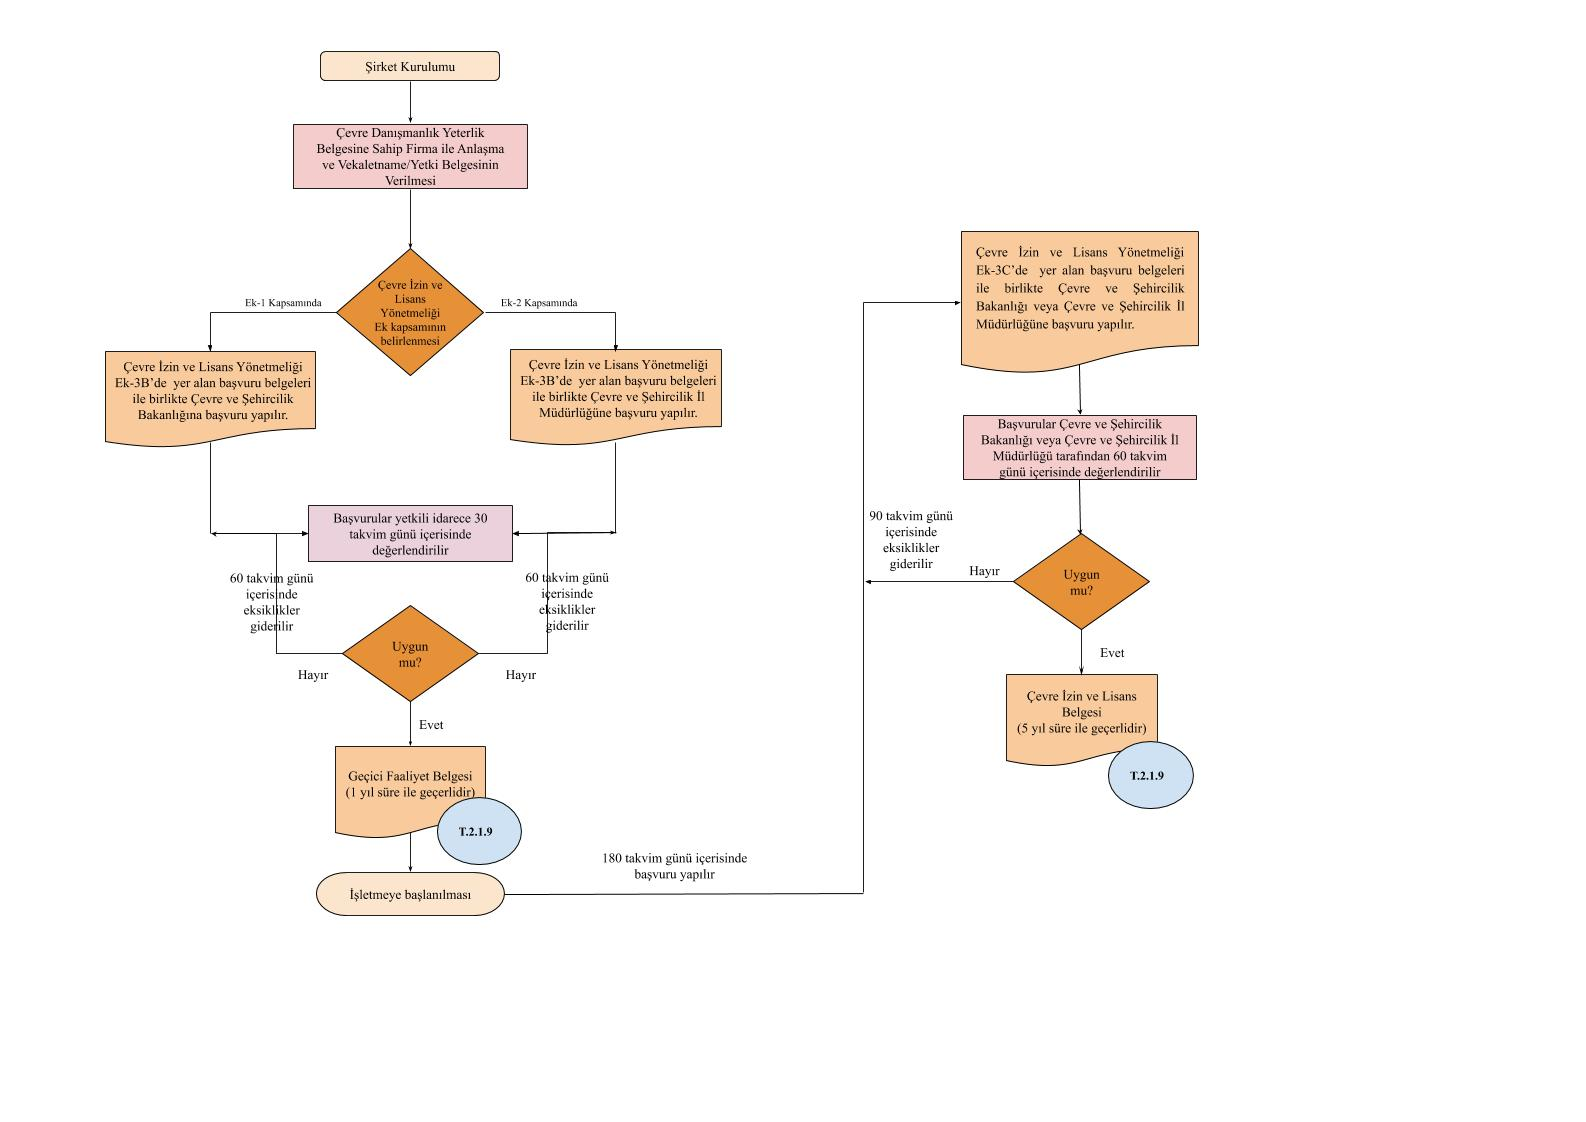 Şirket Kurulumu
Çevre Danışmanlık Yeterlik
Belgesine Sahip Firma ile Anlaşma
ve Vekaletname/Yetki Belgesinin
Verilmesi
Çevre İzin ve
Lisans
Yönetmeliği
Ek kapsamının
belirlenmesi
Ek-1 Kapsamında
Ek-2 Kapsamında
Çevre İzin ve Lisans Yönetmeliği
Ek-3B’de yer alan başvuru belgeleri
ile birlikte Çevre ve Şehircilik
Bakanlığına başvuru yapılır.
Çevre İzin ve Lisans Yönetmeliği
Ek-3B’de yer alan başvuru belgeleri
ile birlikte Çevre ve Şehircilik İl
Müdürlüğüne başvuru yapılır.
Başvurular yetkili idarece 30
takvim günü içerisinde
değerlendirilir
60 takvim günü
içerisinde
eksiklikler
giderilir
60 takvim günü
içerisinde
eksiklikler
giderilir
Uygun
mu?
Hayır
Hayır
Evet
Geçici Faaliyet Belgesi
(1 yıl süre ile geçerlidir)
T.2.1.9
İşletmeye başlanılması
180 takvim günü içerisinde
başvuru yapılır
Çevre İzin ve Lisans Yönetmeliği
Ek-3C’de yer alan başvuru belgeleri
ile birlikte Çevre ve Şehircilik
Bakanlığı veya Çevre ve Şehircilik İl
Müdürlüğüne başvuru yapılır.
Başvurular Çevre ve Şehircilik
Bakanlığı veya Çevre ve Şehircilik İl
Müdürlüğü tarafından 60 takvim
günü içerisinde değerlendirilir
90 takvim günü
içerisinde
eksiklikler
giderilir
Hayır
Uygun
mu?
Evet
Çevre İzin ve Lisans
Belgesi
(5 yıl süre ile geçerlidir)
T.2.1.9